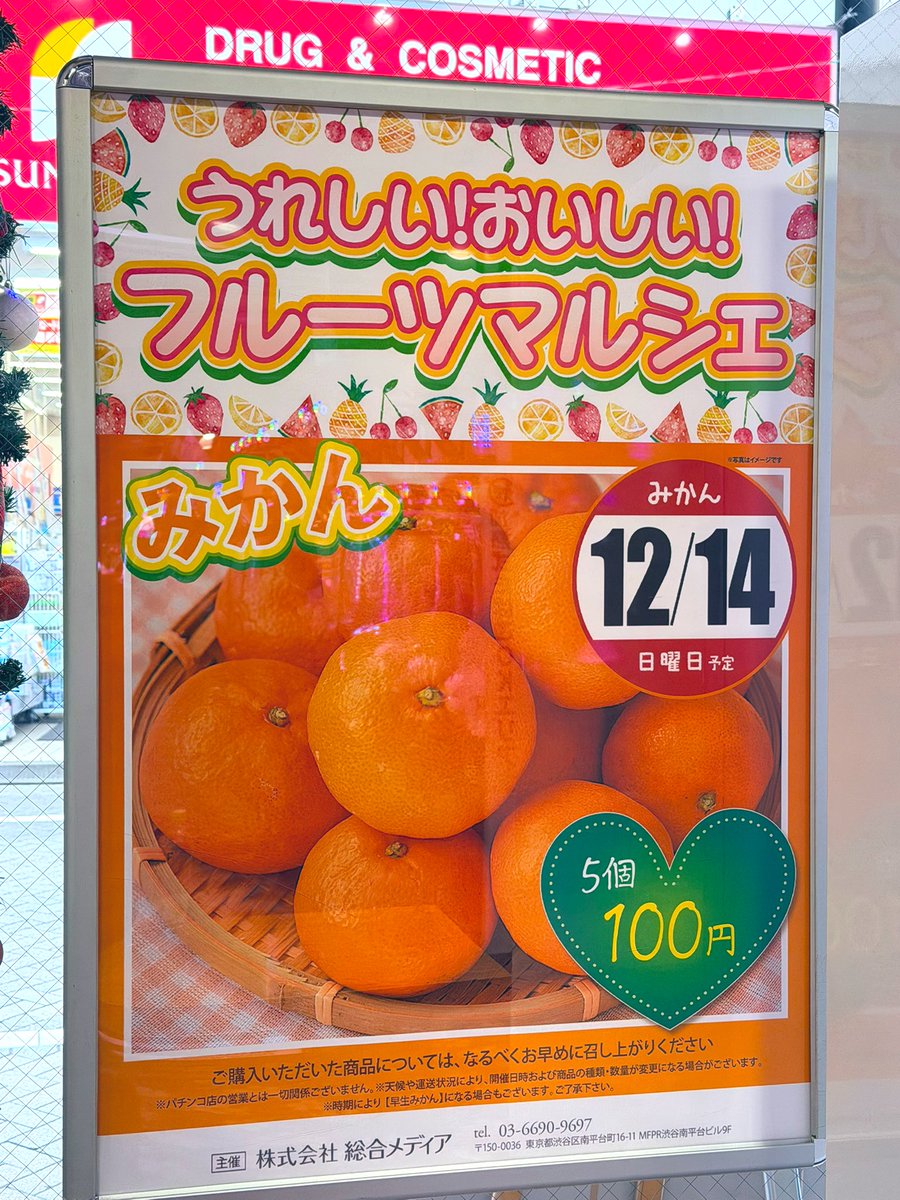 DRUG & COSMETIC
SUN
うれしい!おいしい!
フルーツマルシェ
※写真はイメージです
みかん
みかん
12/14
日曜日予定
5個
100円
ご購入いただいた商品については、なるべくお早めに召し上がりください
※パチンコ店の営業とは一切関係ございません。※天候や運送状況により、開催日時および商品の種類・数量が変更になる場合がございます。
※時期により【早生みかん】になる場合もございます。ご了承下さい。
主催 株式会社 総合メディア
tel. 03-6690-9697
〒150-0036 東京都渋谷区南平台町16-11 MFPR渋谷南平台ビル9F